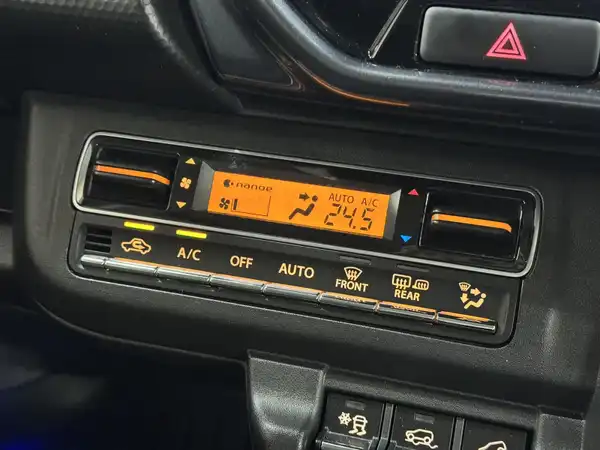 nanoe
AUTO A/C
24.5
A/C
OFF
AUTO
FRONT
REAR